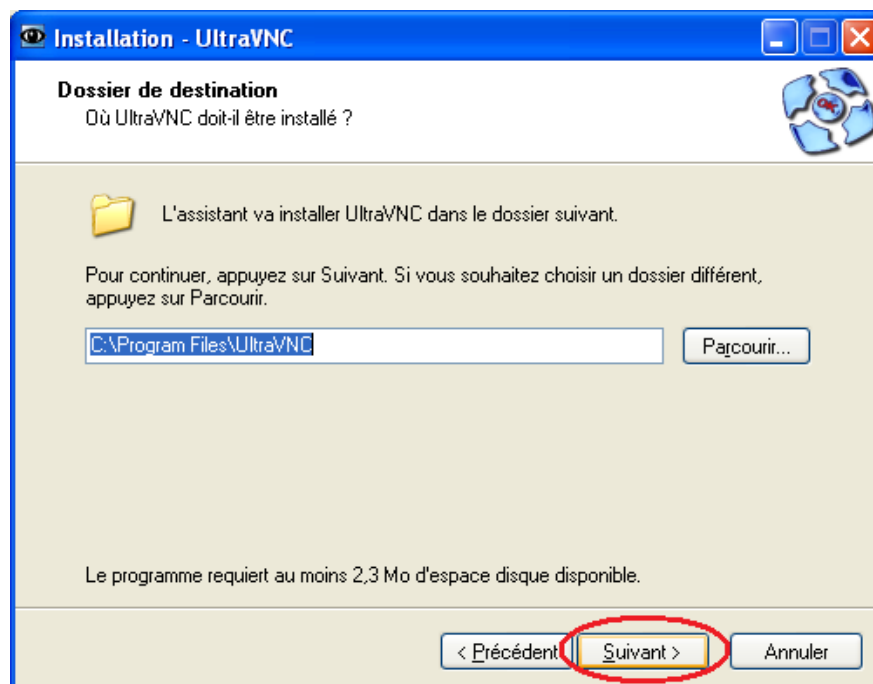 Installation - UltraVNC
Dossier de destination
Où UltraVNC doit-il être installé ?
OK
L'assistant va installer UltraVNC dans le dossier suivant.
Pour continuer, appuyez sur Suivant. Si vous souhaitez choisir un dossier différent,
appuyez sur Parcourir.
C:\Program Files\UltraVNC
Parcourir...
Le programme requiert au moins 2,3 Mo d'espace disque disponible.
< Précédent
Suivant >
Annuler